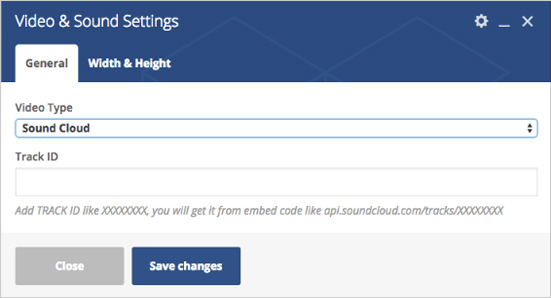 Video & Sound Settings
General
Width & Height
Video Type
Sound Cloud
Track ID
Add TRACK ID like XXXXXXXX, you will get it from embed code like api.soundcloud.com/tracks/XXXXXXXX
Close
Save changes